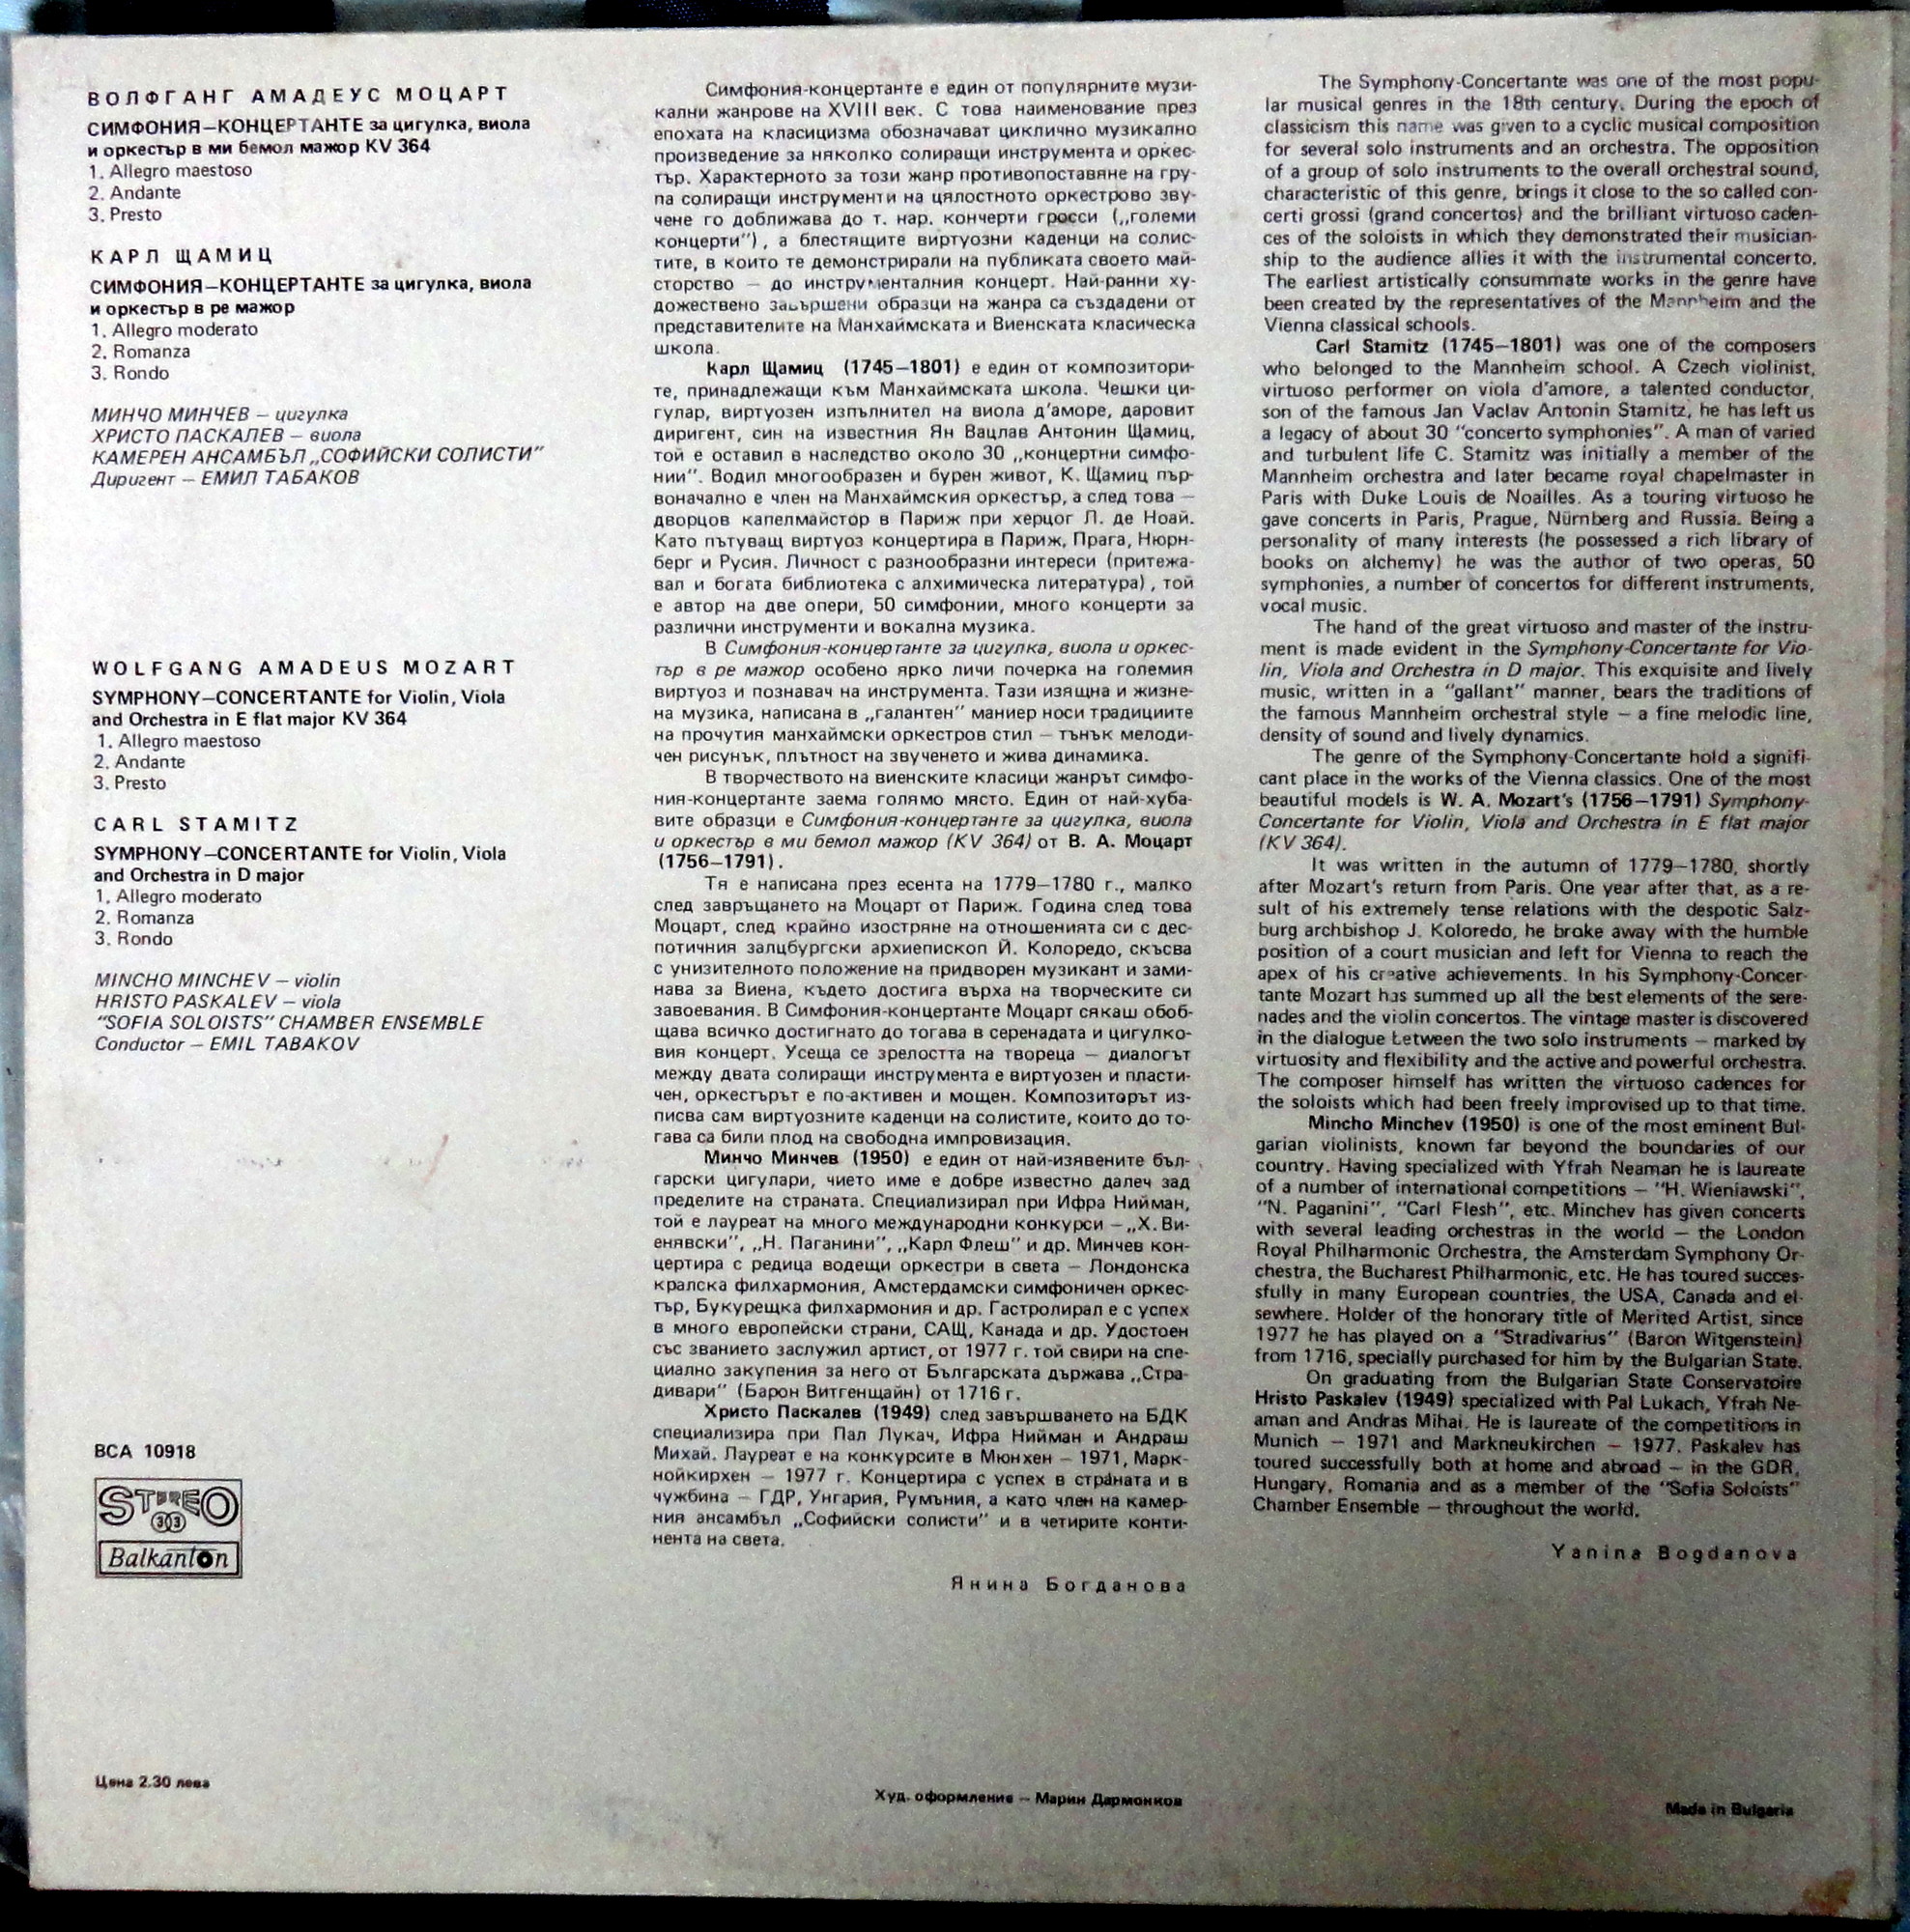 ВОЛФГАНГ АМАДЕУС МОЦАРТ
СИМФОНИЯ–КОНЦЕРТАНТЕ за цигулка, виола
и оркестър в ми бемол мажор KV 364
1. Allegro maestoso
2. Andante
3. Presto
КАРЛ ЩАМИЦ
СИМФОНИЯ–КОНЦЕРТАНТЕ за цигулка, виола
и оркестър в ре мажор
1. Allegro moderato
2. Romanza
3. Rondo
МИНЧО МИНЧЕВ – цигулка
ХРИСТО ПАСКАЛЕВ – виола
КАМЕРЕН АНСАМБЪЛ „СОФИЙСКИ СОЛИСТИ”
Диригент – ЕМИЛ ТАБАКОВ
WOLFGANG AMADEUS MOZART
SYMPHONY–CONCERTANTE for Violin, Viola
and Orchestra in E flat major KV 364
1. Allegro maestoso
2. Andante
3. Presto
CARL STAMITZ
SYMPHONY–CONCERTANTE for Violin, Viola
and Orchestra in D major
1. Allegro moderato
2. Romanza
3. Rondo
MINCHO MINCHEV – violin
HRISTO PASKALEV – viola
“SOFIA SOLOISTS” CHAMBER ENSEMBLE
Conductor – EMIL TABAKOV
BCA 10918
STEREO
33
Balkanton
Цена 2.30 лева
Симфония-концертанте е един от популярните музи-
кални жанрове на XVIII век. С това наименование през
епохата на класицизма обозначават циклично музикално
произведение за няколко солиращи инструмента и оркес-
тър. Характерното за този жанр противопоставяне на гру-
па солиращи инструменти на цялостното оркестрово зву-
чене го доближава до т. нар. кончерти гросси („големи
концерти”), а блестящите виртуозни каденци на солис-
тите, в които те демонстрирали на публиката своето май-
сторство – до инструменталния концерт. Най-ранни ху-
дожествено завършени образци на жанра са създадени от
представителите на Манхаймската и Виенската класическа
школа.
Карл Щамиц (1745–1801) е един от композитори-
те, принадлежащи към Манхаймската школа. Чешки ци-
гулар, виртуозен изпълнител на виола д’аморе, даровит
диригент, син на известния Ян Вацлав Антонин Щамиц,
той е оставил в наследство около 30 „концертни симфо-
нии”. Водил многообразен и бурен живот, К. Щамиц пър-
воначално е член на Манхаймския оркестър, а след това –
дворцов капелмайстор в Париж при херцог Л. де Ноай.
Като пътуващ виртуоз концертира в Париж, Прага, Нюрн-
берг и Русия. Личност с разнообразни интереси (притежа-
вал и богата библиотека с алхимическа литература), той
е автор на две опери, 50 симфонии, много концерти за
различни инструменти и вокална музика.
В Симфония-концертанте за цигулка, виола и оркес-
тър в ре мажор особено ярко личи почерка на големия
виртуоз и познавач на инструмента. Тази изящна и жизне-
на музика, написана в „галантен” маниер носи традициите
на прочутия манхаймски оркестров стил – тънък мелоди-
чен рисунък, плътност на звученето и жива динамика.
В творчеството на виенските класици жанрът симфо-
ния-концертанте заема голямо място. Един от най-хуба-
вите образци е Симфония-концертанте за цигулка, виола
и оркестър в ми бемол мажор (KV 364) от В. А. Моцарт
(1756–1791).
Тя е написана през есента на 1779–1780 г., малко
след завръщането на Моцарт от Париж. Година след това
Моцарт, след крайно изостряне на отношенията си с дес-
потичния залцбургски архиепископ Й. Колоредо, скъсва
с унизителното положение на придворен музикант и зами-
нава за Виена, където достига върха на творческите си
завоевания. В Симфония-концертанте Моцарт сякаш обоб-
щава всичко достигнато до тогава в серенадата и цигулко-
вия концерт. Усеща се зрелостта на твореца – диалогът
между двата солиращи инструмента е виртуозен и пласти-
чен, оркестърът е по-активен и мощен. Композиторът из-
писва сам виртуозните каденци на солистите, които до то-
гава са били плод на свободна импровизация.
Минчо Минчев (1950) е един от най-изявените бъл-
гарски цигулари, чието име е добре известно далеч зад
пределите на страната. Специализирал при Ифра Нийман,
той е лауреат на много международни конкурси – „Х. Ви-
енявски”, „Н. Паганини”, „Карл Флеш” и др. Минчев кон-
цертира с редица водещи оркестри в света – Лондонска
кралска филхармония, Амстердамски симфоничен оркес-
тър, Букурещка филхармония и др. Гастролирал е с успех
в много европейски страни, САЩ, Канада и др. Удостоен
със званието заслужил артист, от 1977 г. той свири на спе-
циално закупения за него от Българската държава „Стра-
дивари” (Барон Витгенщайн) от 1716 г.
Христо Паскалев (1949) след завършването на БДК
специализира при Пал Лукач, Ифра Нийман и Андраш
Михай. Лауреат е на конкурсите в Мюнхен – 1971, Марк-
нойкирхен – 1977 г. Концертира с успех в страната и в
чужбина – ГДР, Унгария, Румъния, а като член на камер-
ния ансамбъл „Софийски солисти” и в четирите конти-
нента на света.
Янина Богданова
Худ. оформление – Марин Дармонков
The Symphony-Concertante was one of the most popu-
lar musical genres in the 18th century. During the epoch of
classicism this name was given to a cyclic musical composition
for several solo instruments and an orchestra. The opposition
of a group of solo instruments to the overall orchestral sound,
characteristic of this genre, brings it close to the so called con-
certi grossi (grand concertos) and the brilliant virtuoso caden-
ces of the soloists in which they demonstrated their musician-
ship to the audience allies it with the instrumental concerto.
The earliest artistically consummate works in the genre have
been created by the representatives of the Mannheim and the
Vienna classical schools.
Carl Stamitz (1745–1801) was one of the composers
who belonged to the Mannheim school. A Czech violinist,
virtuoso performer on viola d’amore, a talented conductor,
son of the famous Jan Vaclav Antonin Stamitz, he has left us
a legacy of about 30 “concerto symphonies”. A man of varied
and turbulent life C. Stamitz was initially a member of the
Mannheim orchestra and later became royal chapelmaster in
Paris with Duke Louis de Noailles. As a touring virtuoso he
gave concerts in Paris, Prague, Nürnberg and Russia. Being a
personality of many interests (he possessed a rich library of
books on alchemy) he was the author of two operas, 50
symphonies, a number of concertos for different instruments,
vocal music.
The hand of the great virtuoso and master of the instru-
ment is made evident in the Symphony-Concertante for Vio-
lin, Viola and Orchestra in D major. This exquisite and lively
music, written in a “gallant” manner, bears the traditions of
the famous Mannheim orchestral style – a fine melodic line,
density of sound and lively dynamics.
The genre of the Symphony-Concertante hold a signifi-
cant place in the works of the Vienna classics. One of the most
beautiful models is W. A. Mozart’s (1756–1791) Symphony-
Concertante for Violin, Viola and Orchestra in E flat major
(KV 364).
It was written in the autumn of 1779–1780, shortly
after Mozart’s return from Paris. One year after that, as a re-
sult of his extremely tense relations with the despotic Salz-
burg archbishop J. Koloredo, he broke away with the humble
position of a court musician and left for Vienna to reach the
apex of his creative achievements. In his Symphony-Concer-
tante Mozart has summed up all the best elements of the sere-
nades and the violin concertos. The vintage master is discovered
in the dialogue between the two solo instruments – marked by
virtuosity and flexibility and the active and powerful orchestra.
The composer himself has written the virtuoso cadences for
the soloists which had been freely improvised up to that time.
Mincho Minchev (1950) is one of the most eminent Bul-
garian violinists, known far beyond the boundaries of our
country. Having specialized with Yfrah Neaman he is laureate
of a number of international competitions – “H. Wieniawski”,
“N. Paganini”, “Carl Flesh”, etc. Minchev has given concerts
with several leading orchestras in the world – the London
Royal Philharmonic Orchestra, the Amsterdam Symphony Or-
chestra, the Bucharest Philharmonic, etc. He has toured succes-
sfully in many European countries, the USA, Canada and el-
sewhere. Holder of the honorary title of Merited Artist, since
1977 he has played on a “Stradivarius” (Baron Witgenstein)
from 1716, specially purchased for him by the Bulgarian State.
On graduating from the Bulgarian State Conservatoire
Hristo Paskalev (1949) specialized with Pal Lukach, Yfrah Ne-
aman and Andras Mihai. He is laureate of the competitions in
Munich – 1971 and Markneukirchen – 1977. Paskalev has
toured successfully both at home and abroad – in the GDR,
Hungary, Romania and as a member of the “Sofia Soloists”
Chamber Ensemble – throughout the world.
Yanina Bogdanova
Made in Bulgaria